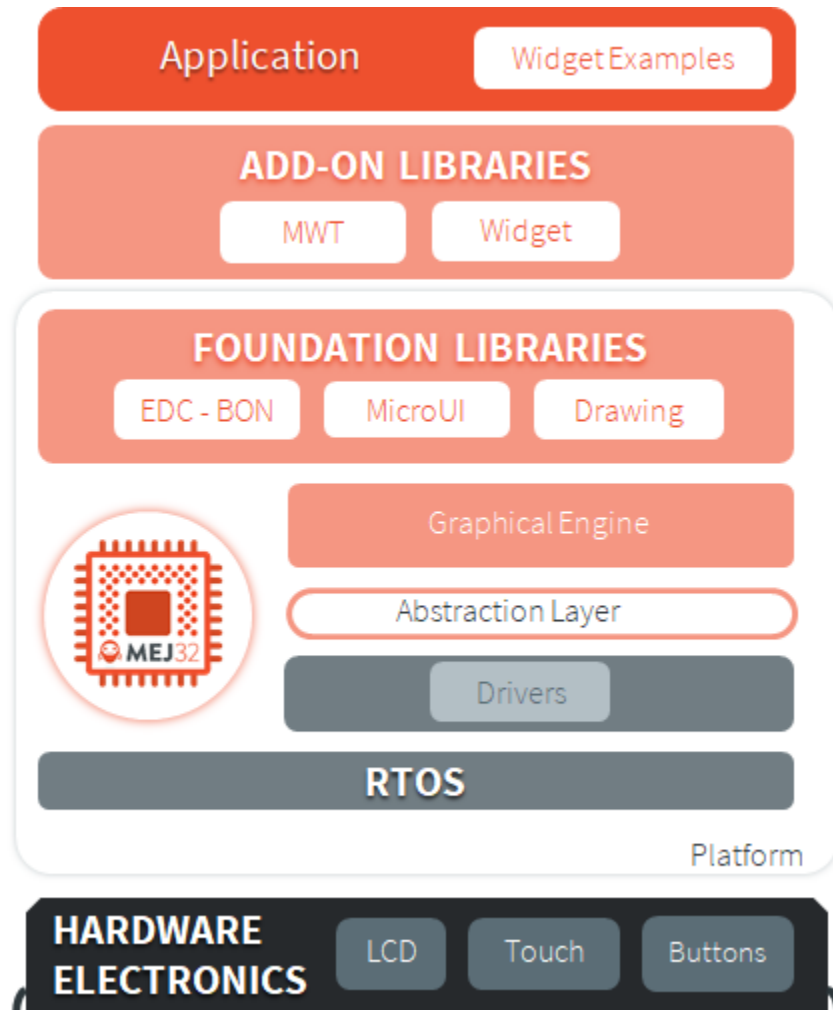 Application
Widget Examples
ADD-ON LIBRARIES
MWT
Widget
FOUNDATION LIBRARIES
EDC - BON
MicroUI
Drawing
Graphical Engine
Abstraction Layer
MEJ32
Drivers
RTOS
Platform
HARDWARE
ELECTRONICS
LCD
Touch
Buttons